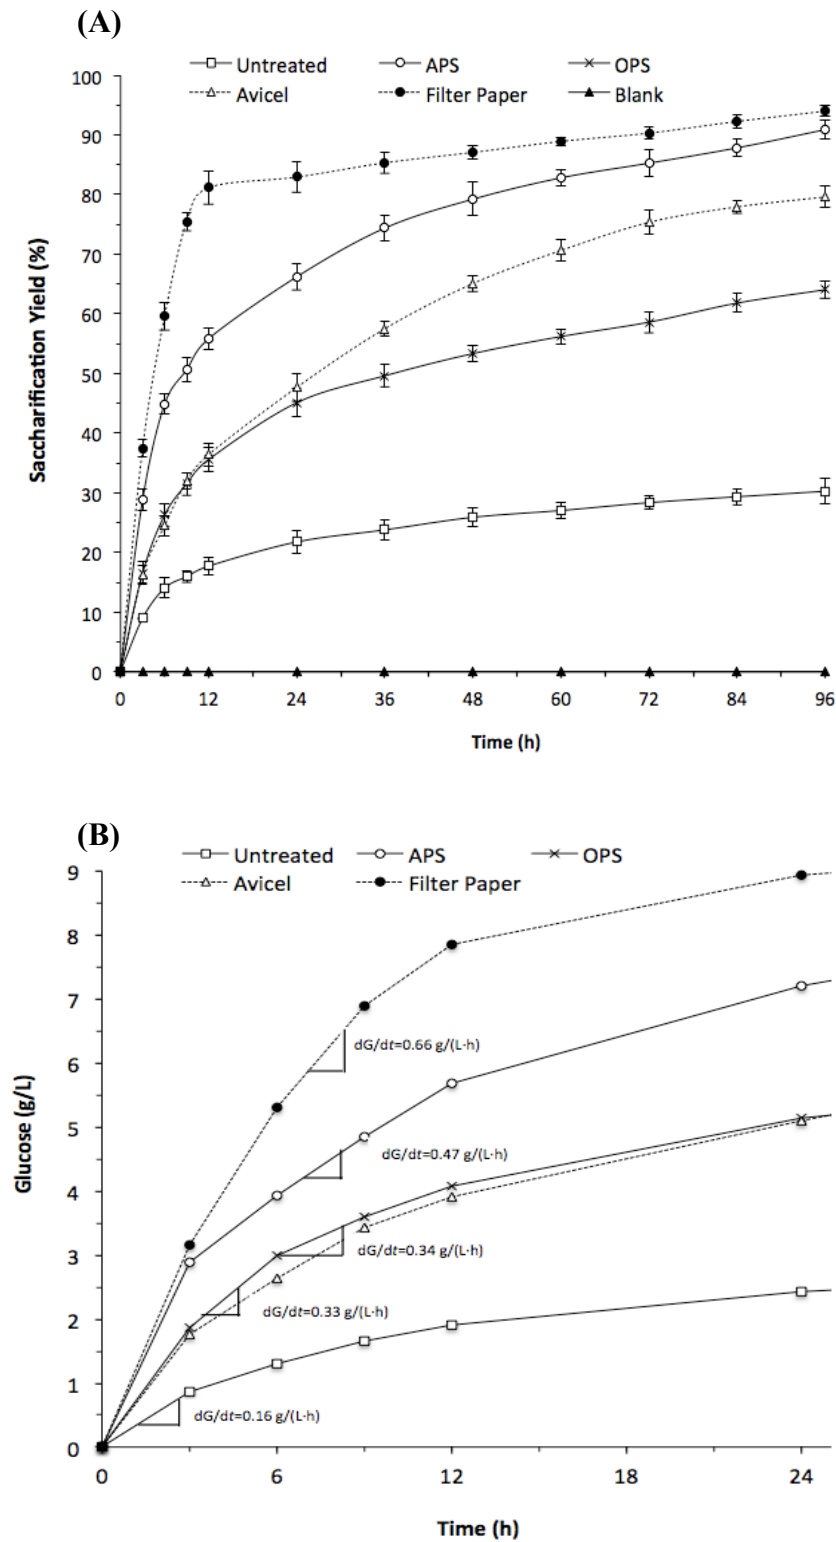 (A)
Untreated APS OPS
Avicel Filter Paper Blank
100
90
80
70
60
50
40
30
20
10
0
Saccharification Yield (%)
0 12 24 36 48 60 72 84 96
Time (h)
(B)
Untreated APS OPS
Avicel Filter Paper
9
8
7
6
5
4
3
2
1
0
Glucose (g/L)
dG/dt=0.66 g/(L·h)
dG/dt=0.47 g/(L·h)
dG/dt=0.34 g/(L·h)
dG/dt=0.33 g/(L·h)
dG/dt=0.16 g/(L·h)
0 6 12 18 24
Time (h)